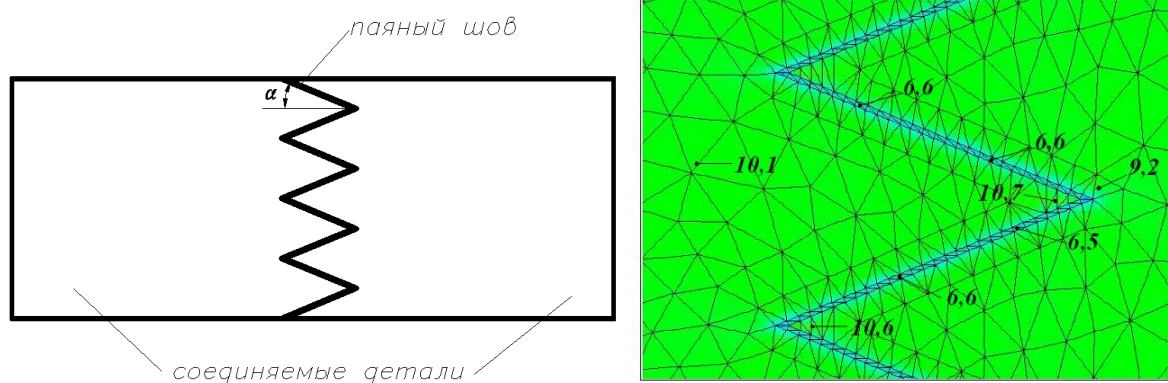 паяный шов
α
соединяемые детали
6,6
6,6
10,1
9,2
10,7
6,5
6,6
10,6